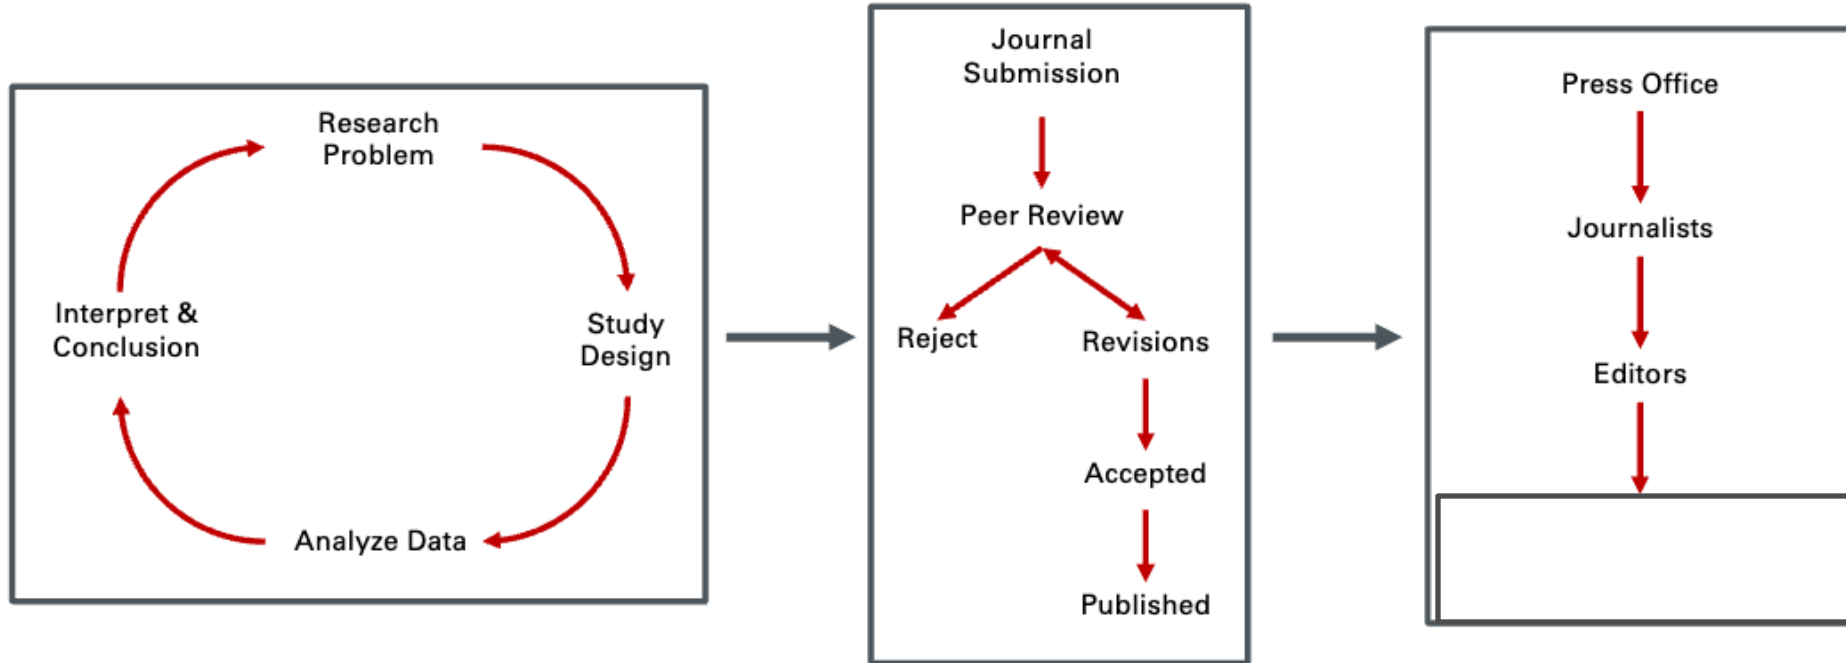 Research
Problem
Study
Design
Analyze Data
Interpret &
Conclusion
Journal
Submission
Peer Review
Reject
Revisions
Accepted
Published
Press Office
Journalists
Editors